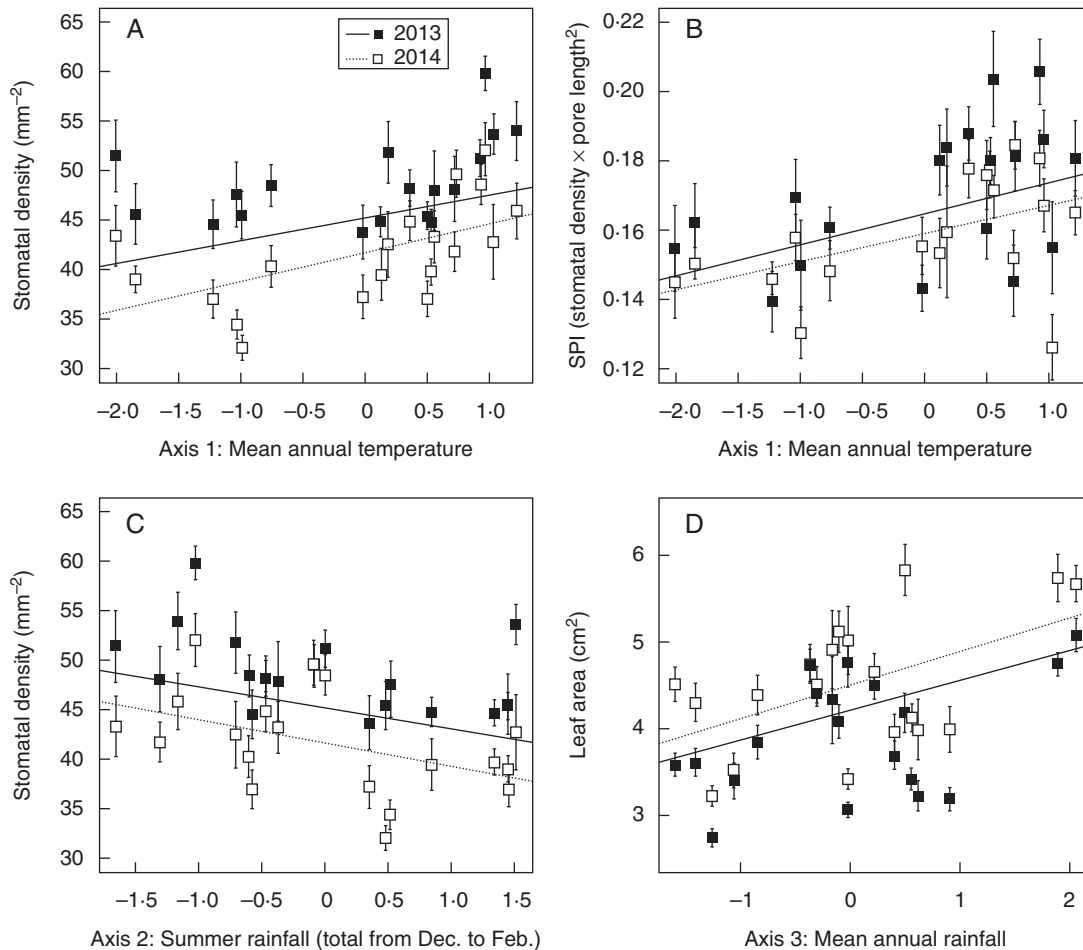 A
2013
2014
Stomatal density (mm⁻²)
65
60
55
50
45
40
35
30
−2·0 −1·5 −1·0 −0·5 0 0·5 1·0
Axis 1: Mean annual temperature
B
SPI (stomatal density × pore length²)
0·22
0·20
0·18
0·16
0·14
0·12
−2·0 −1·5 −1·0 −0·5 0 0·5 1·0
Axis 1: Mean annual temperature
C
Stomatal density (mm⁻²)
65
60
55
50
45
40
35
30
−1·5 −1·0 −0·5 0 0·5 1·0 1·5
Axis 2: Summer rainfall (total from Dec. to Feb.)
D
Leaf area (cm²)
6
5
4
3
−1 0 1 2
Axis 3: Mean annual rainfall